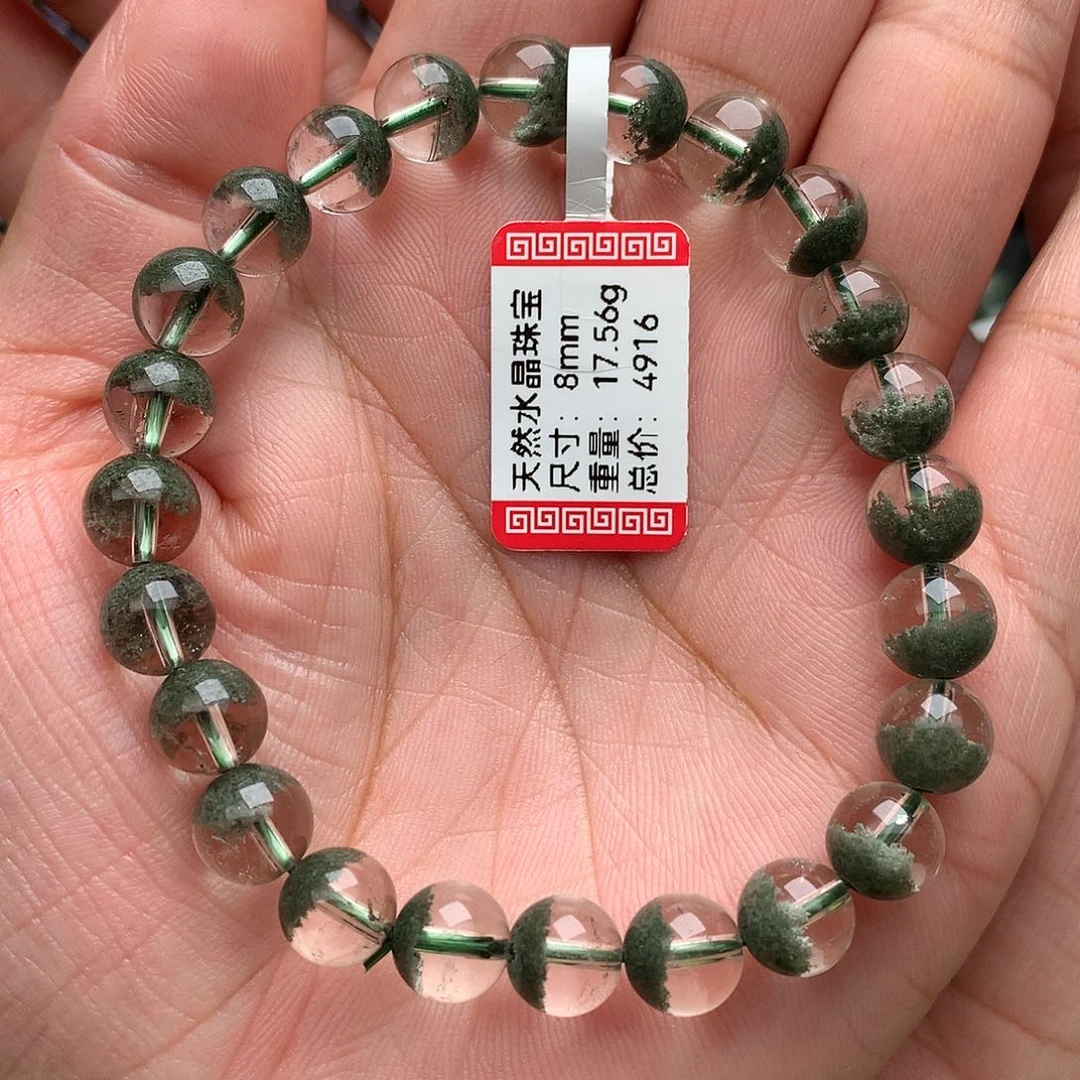 天然水晶珠宝
尺寸: 8mm
重量: 17.56g
总价: 4916